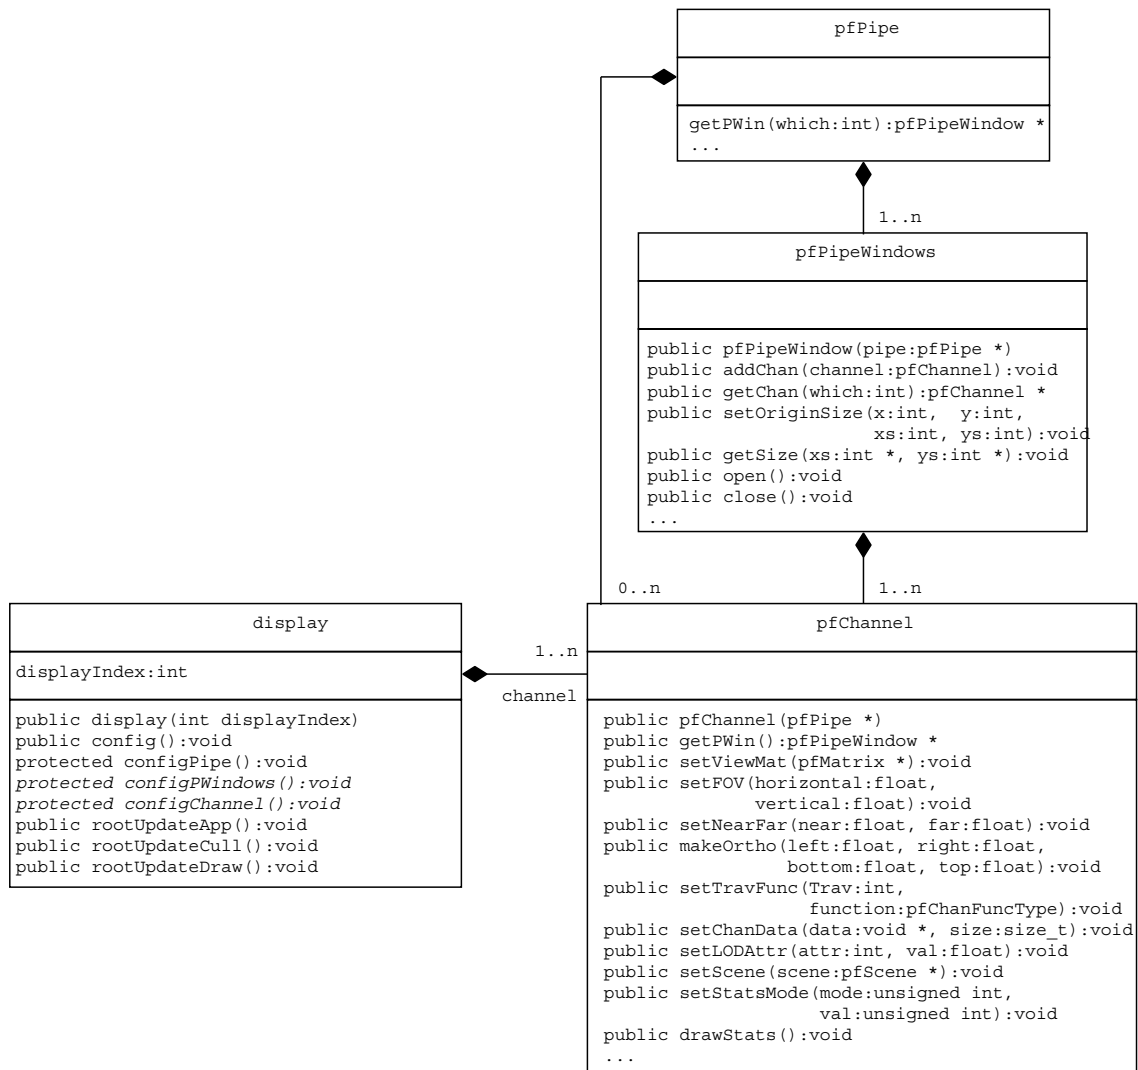 pfPipe
getPWin(which:int):pfPipeWindow *
...
1..n
pfPipeWindows
public pfPipeWindow(pipe:pfPipe *)
public addChan(channel:pfChannel):void
public getChan(which:int):pfChannel *
public setOriginSize(x:int, y:int,
xs:int, ys:int):void
public getSize(xs:int *, ys:int *):void
public open():void
public close():void
...
0..n
1..n
display
displayIndex:int
public display(int displayIndex)
public config():void
protected configPipe():void
protected configPWindows():void
protected configChannel():void
public rootUpdateApp():void
public rootUpdateCull():void
public rootUpdateDraw():void
1..n
channel
pfChannel
public pfChannel(pfPipe *)
public getPWin():pfPipeWindow *
public setViewMat(pfMatrix *):void
public setFOV(horizontal:float,
vertical:float):void
public setNearFar(near:float, far:float):void
public makeOrtho(left:float, right:float,
bottom:float, top:float):void
public setTravFunc(Trav:int,
function:pfChanFuncType):void
public setChanData(data:void *, size:size_t):void
public setLODAttr(attr:int, val:float):void
public setScene(scene:pfScene *):void
public setStatsMode(mode:unsigned int,
val:unsigned int):void
public drawStats():void
...